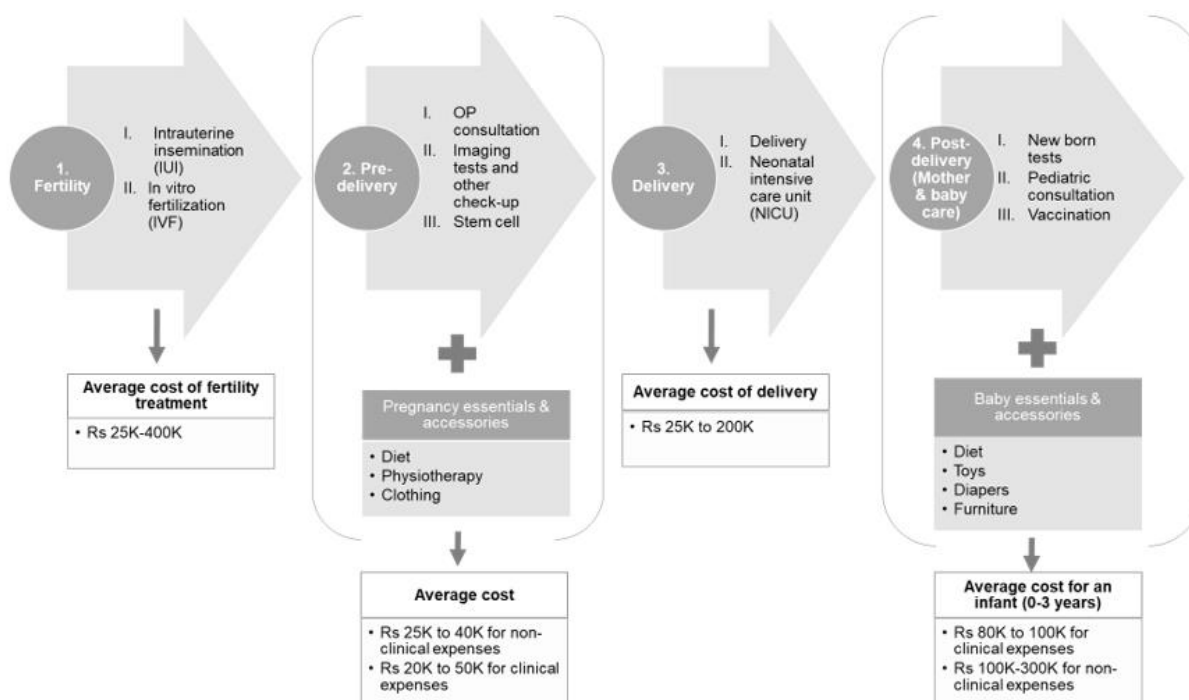 1.
Fertility
I. Intrauterine
insemination
(IUI)
II. In vitro
fertilization
(IVF)
2. Pre-
delivery
I. OP
consultation
II. Imaging
tests and
other
check-up
III. Stem cell
3.
Delivery
I. Delivery
II. Neonatal
intensive
care unit
(NICU)
4. Post-
delivery
(Mother
& baby
care)
I. New born
tests
II. Pediatric
consultation
III. Vaccination
Average cost of fertility
treatment
• Rs 25K-400K
Pregnancy essentials &
accessories
• Diet
• Physiotherapy
• Clothing
Average cost of delivery
• Rs 25K to 200K
Baby essentials &
accessories
• Diet
• Toys
• Diapers
• Furniture
Average cost
• Rs 25K to 40K for non-
clinical expenses
• Rs 20K to 50K for clinical
expenses
Average cost for an
infant (0-3 years)
• Rs 80K to 100K for
clinical expenses
• Rs 100K-300K for non-
clinical expenses